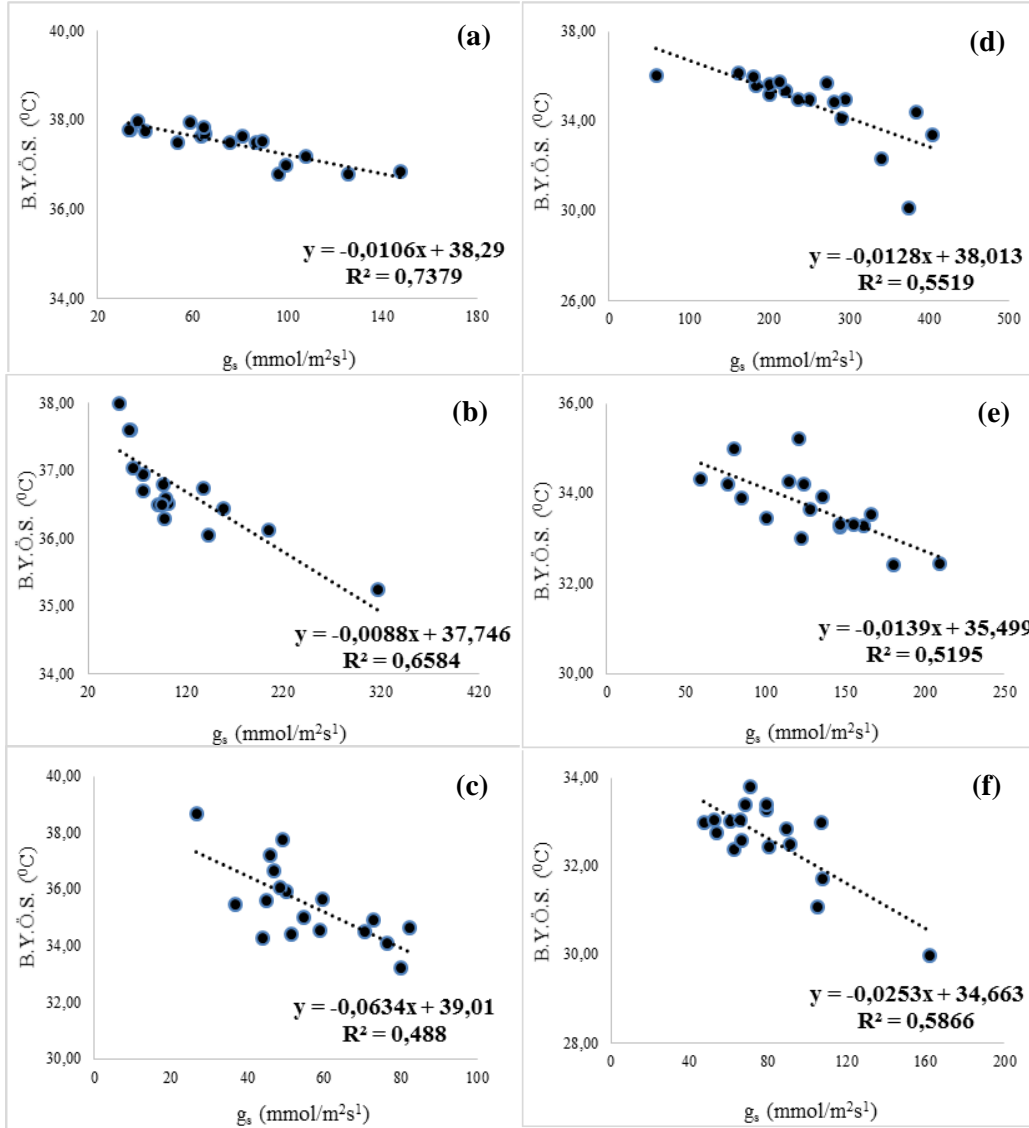 (a)
B.Y.Ö.S. (⁰C)
40,00
38,00
36,00
34,00
y = -0,0106x + 38,29
R² = 0,7379
20 60 100 140 180
gₛ (mmol/m²s¹)
(d)
B.Y.Ö.S. (⁰C)
38,00
34,00
30,00
26,00
y = -0,0128x + 38,013
R² = 0,5519
0 100 200 300 400 500
gₛ (mmol/m²s¹)
(b)
B.Y.Ö.S. (⁰C)
38,00
37,00
36,00
35,00
34,00
y = -0,0088x + 37,746
R² = 0,6584
20 120 220 320 420
gₛ (mmol/m²s¹)
(e)
B.Y.Ö.S. (⁰C)
36,00
34,00
32,00
30,00
y = -0,0139x + 35,499
R² = 0,5195
0 50 100 150 200 250
gₛ (mmol/m²s¹)
(c)
B.Y.Ö.S. (⁰C)
40,00
38,00
36,00
34,00
32,00
30,00
y = -0,0634x + 39,01
R² = 0,488
0 20 40 60 80 100
gₛ (mmol/m²s¹)
(f)
B.Y.Ö.S. (⁰C)
34,00
32,00
30,00
28,00
y = -0,0253x + 34,663
R² = 0,5866
0 40 80 120 160 200
gₛ (mmol/m²s¹)